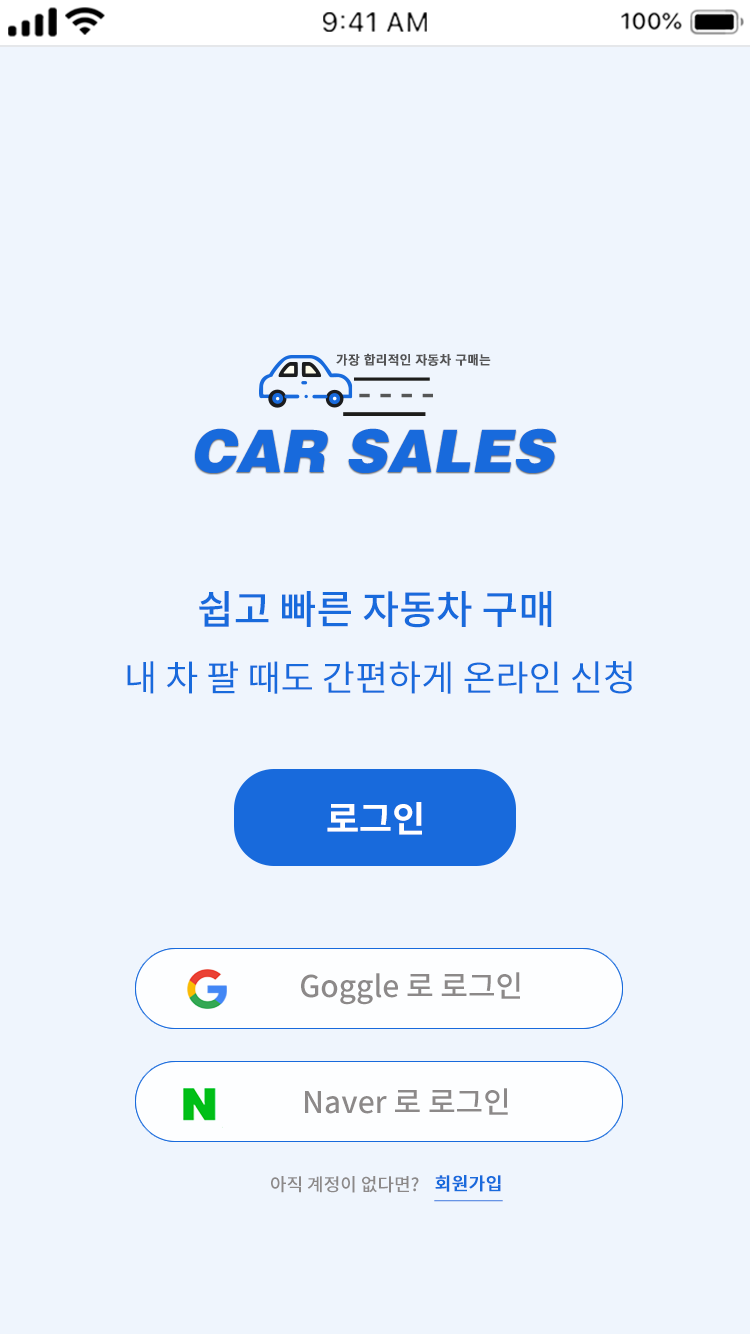 9:41 AM 100%
가장 합리적인 자동차 구매는
CAR SALES
쉽고 빠른 자동차 구매
내 차 팔 때도 간편하게 온라인 신청
로그인
Goggle 로 로그인
Naver 로 로그인
아직 계정이 없다면? 회원가입